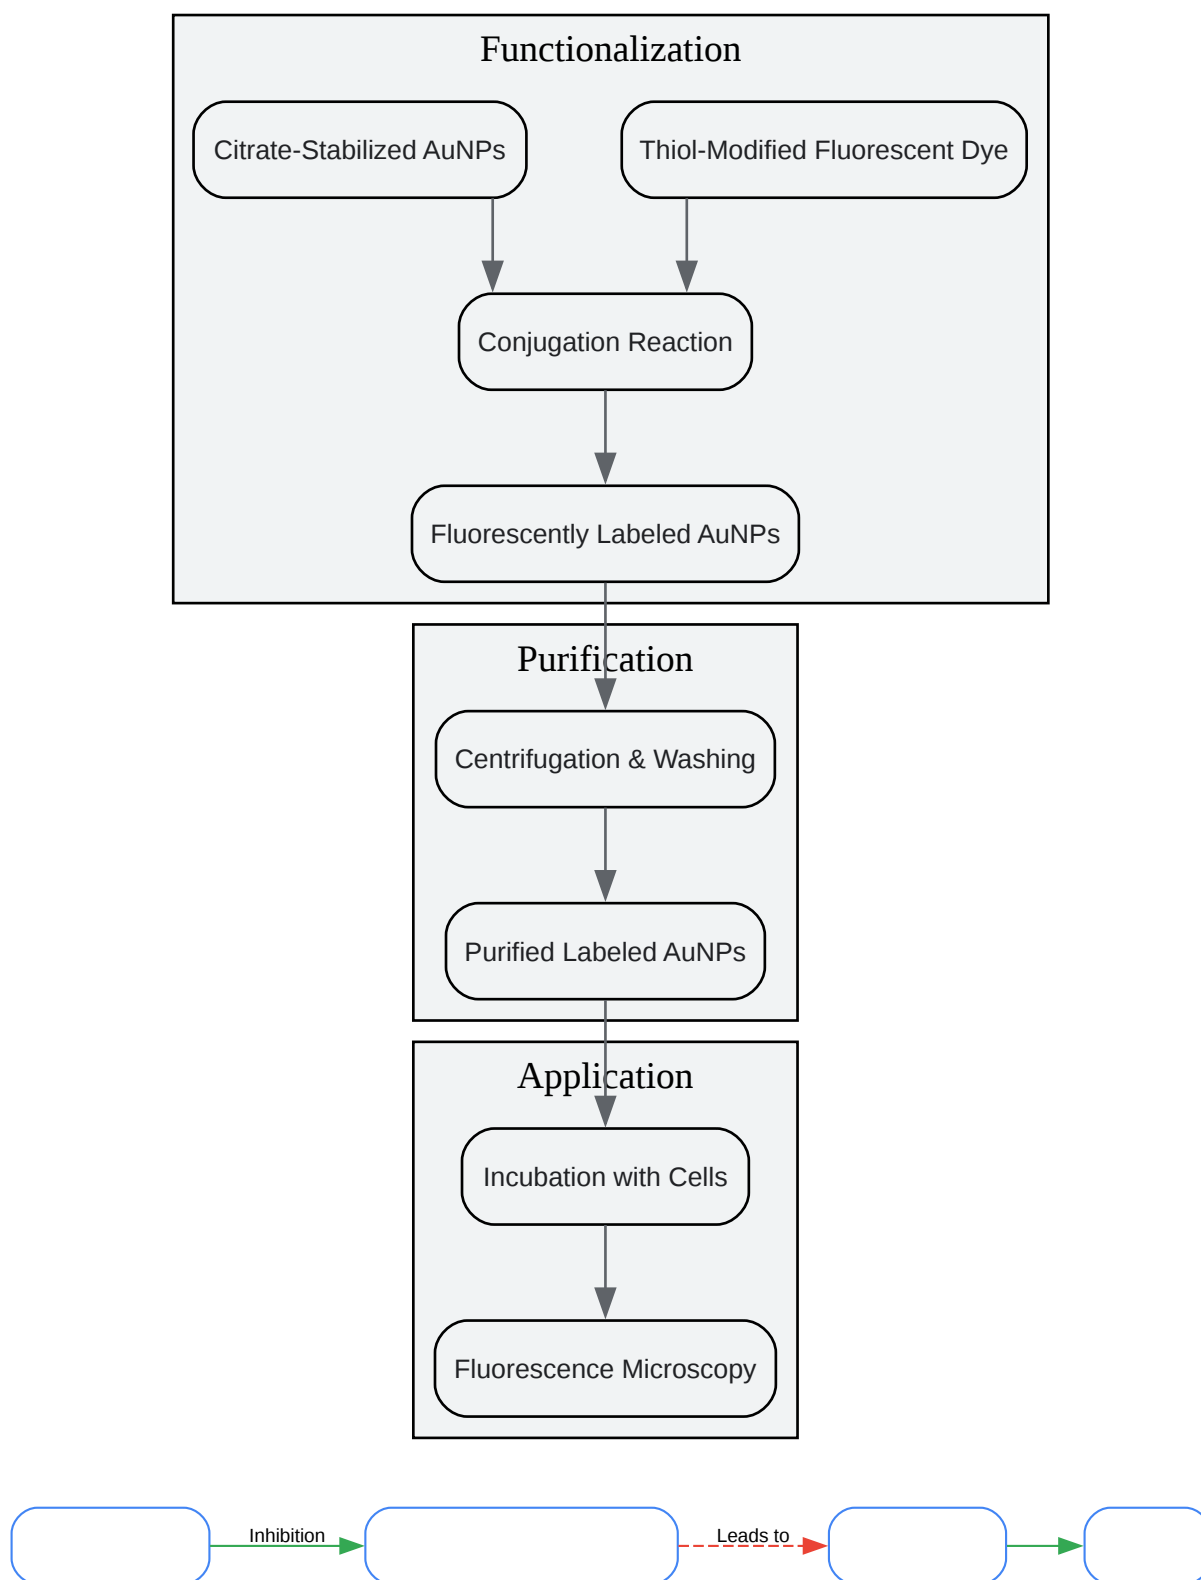 Functionalization
Citrate-Stabilized AuNPs
Thiol-Modified Fluorescent Dye
Conjugation Reaction
Fluorescently Labeled AuNPs
Purification
Centrifugation & Washing
Purified Labeled AuNPs
Application
Incubation with Cells
Fluorescence Microscopy
Inhibition
Leads to